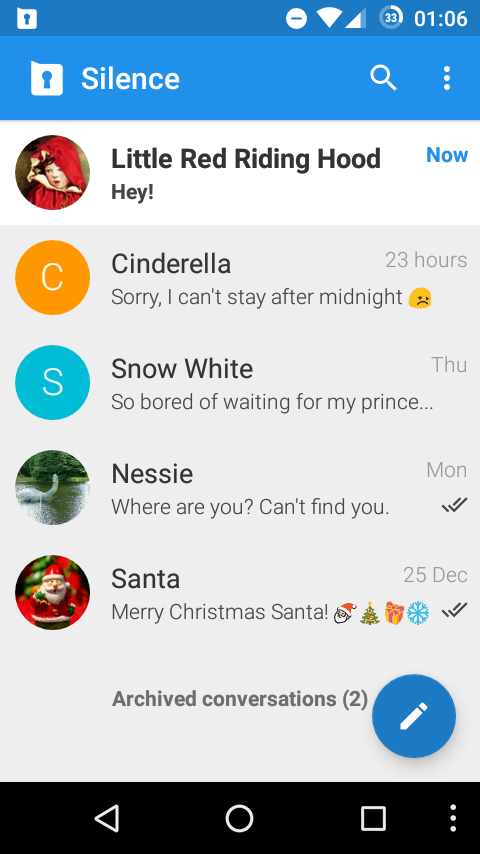 33 01:06
Silence
Little Red Riding Hood Now
Hey!
C Cinderella 23 hours
Sorry, I can't stay after midnight 😞
S Snow White Thu
So bored of waiting for my prince...
Nessie Mon
Where are you? Can't find you.
Santa 25 Dec
Merry Christmas Santa! 🎅🎄🎁❄️
Archived conversations (2)